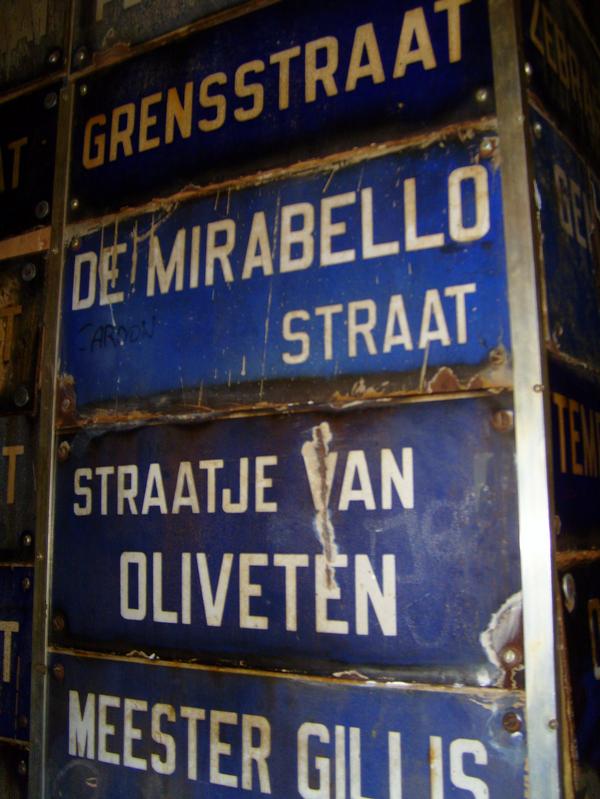 GRENSSTRAAT
DE MIRABELLO
STRAAT
STRAATJE VAN
OLIVETEN
MEESTER GILLIS